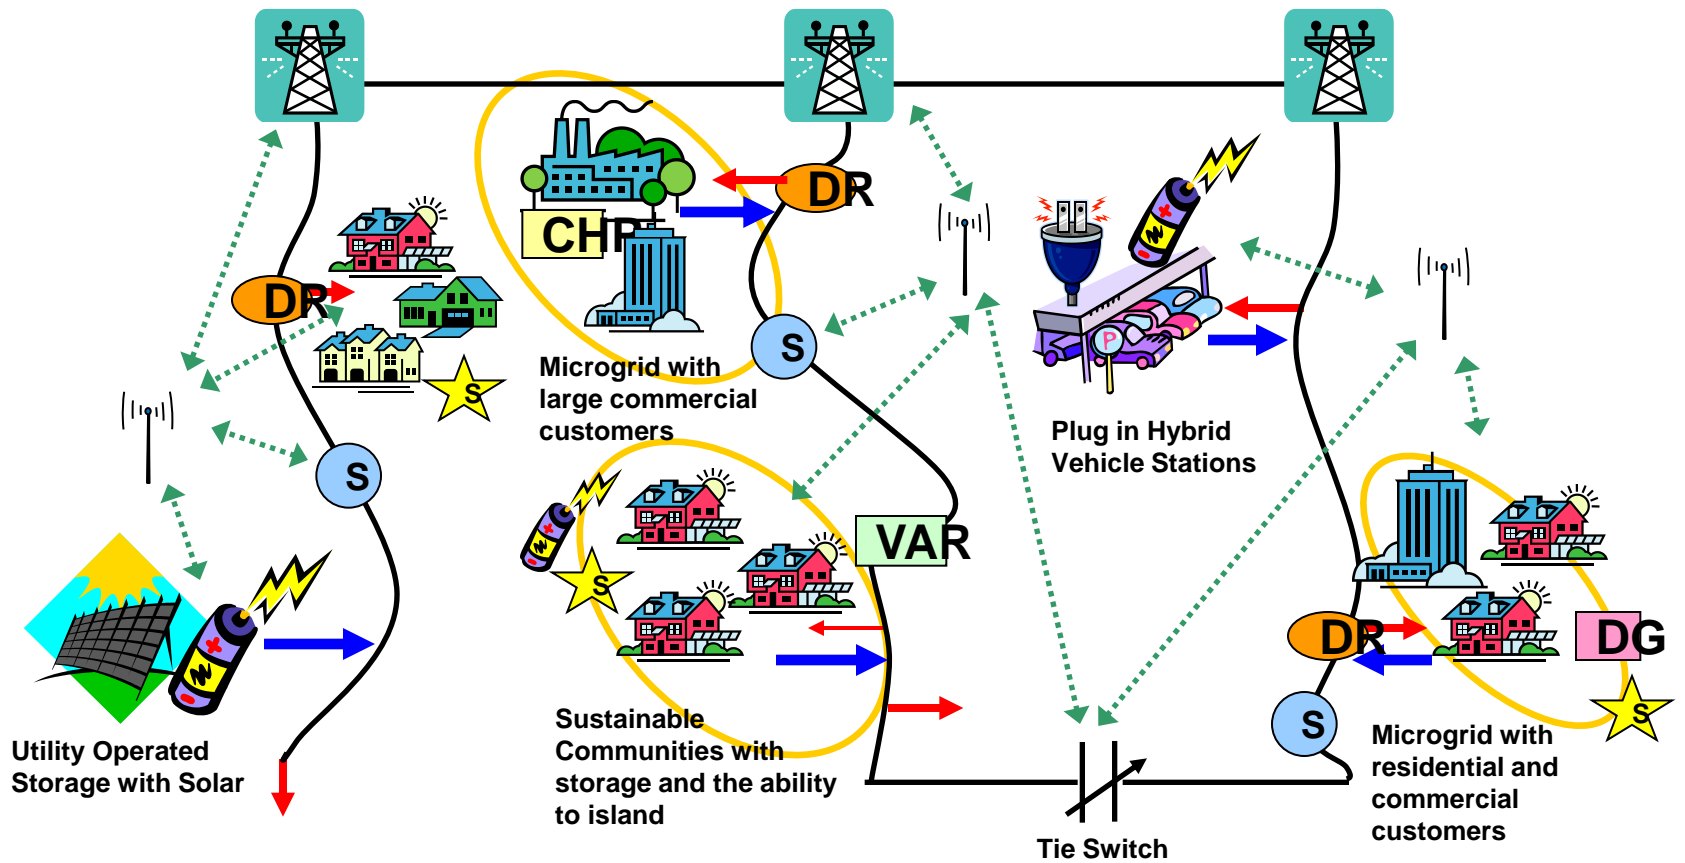 DR
CHP
DR
S
S
Microgrid with
large commercial
customers
P
Plug in Hybrid
Vehicle Stations
S
S
VAR
DR
DG
S
S
Utility Operated
Storage with Solar
Sustainable
Communities with
storage and the ability
to island
Tie Switch
Microgrid with
residential and
commercial
customers